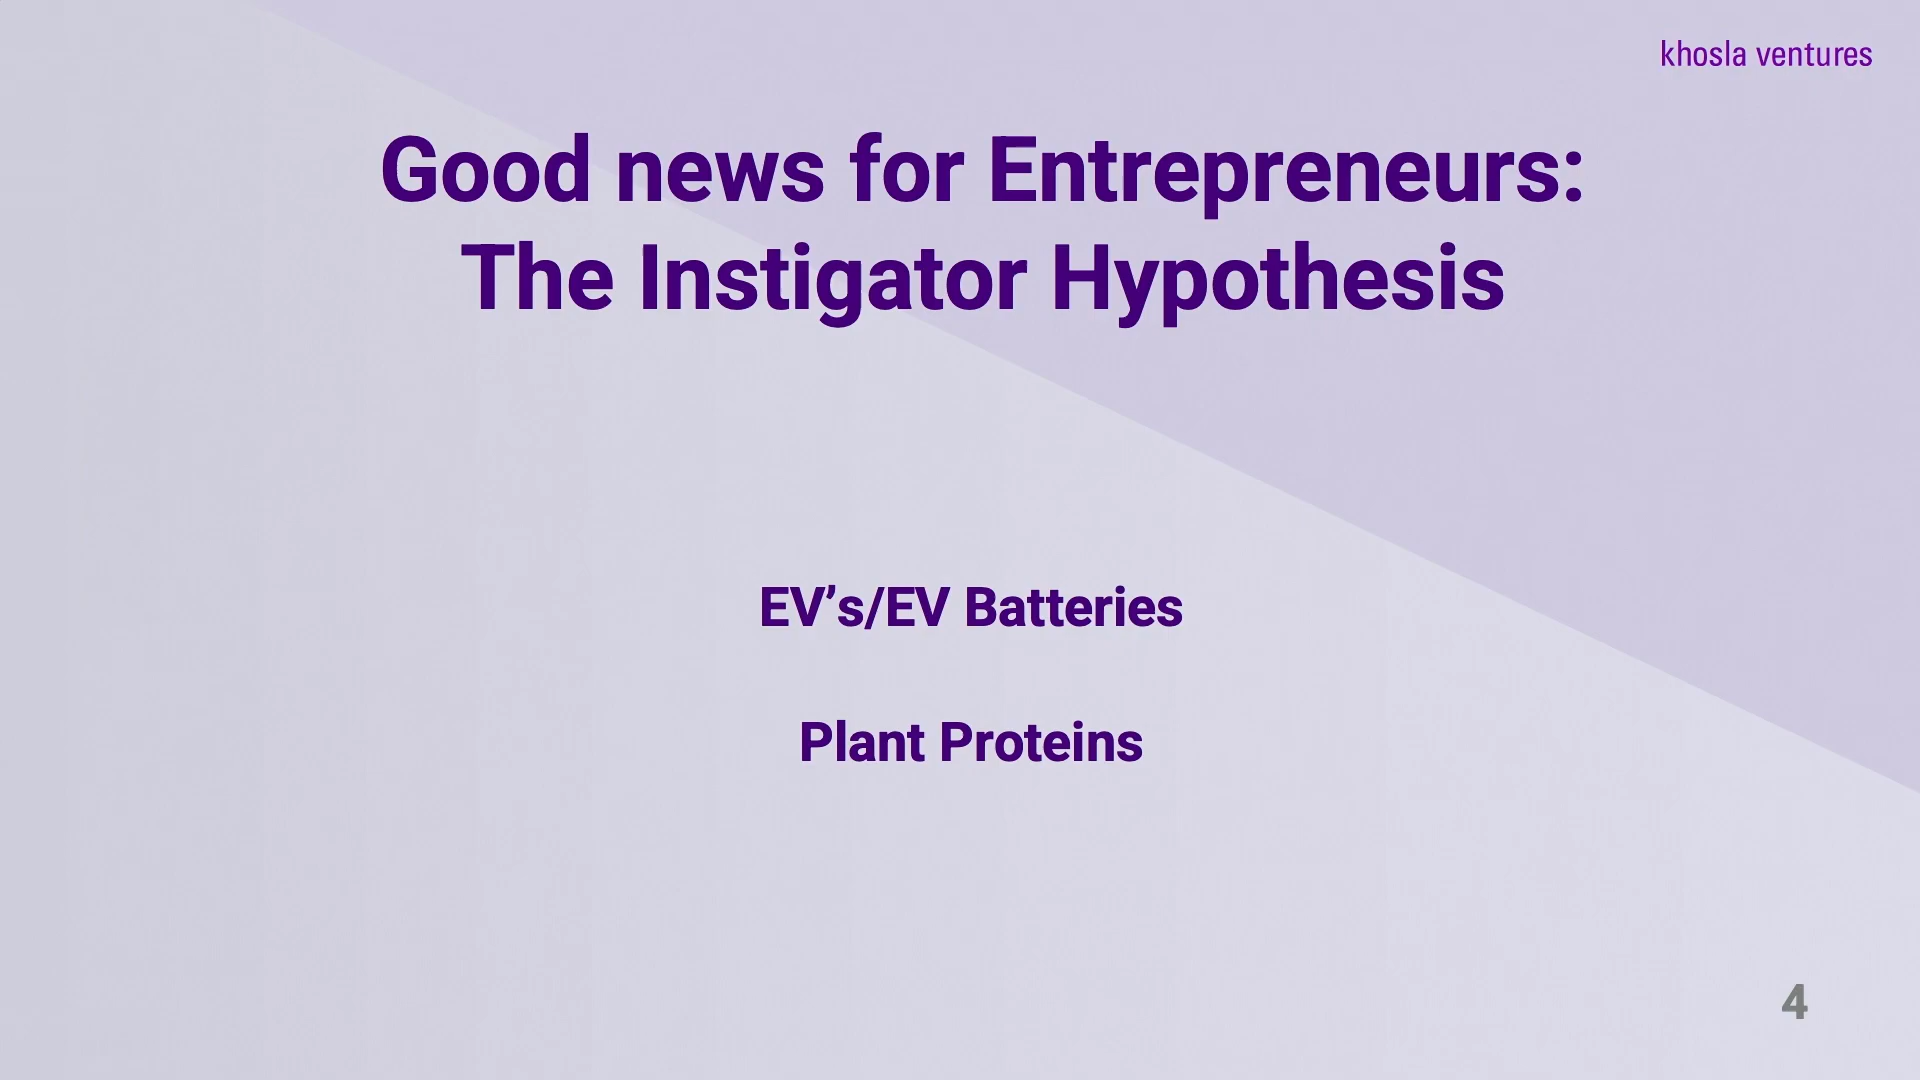 khosla ventures
Good news for Entrepreneurs:
The Instigator Hypothesis
EV’s/EV Batteries
Plant Proteins
4